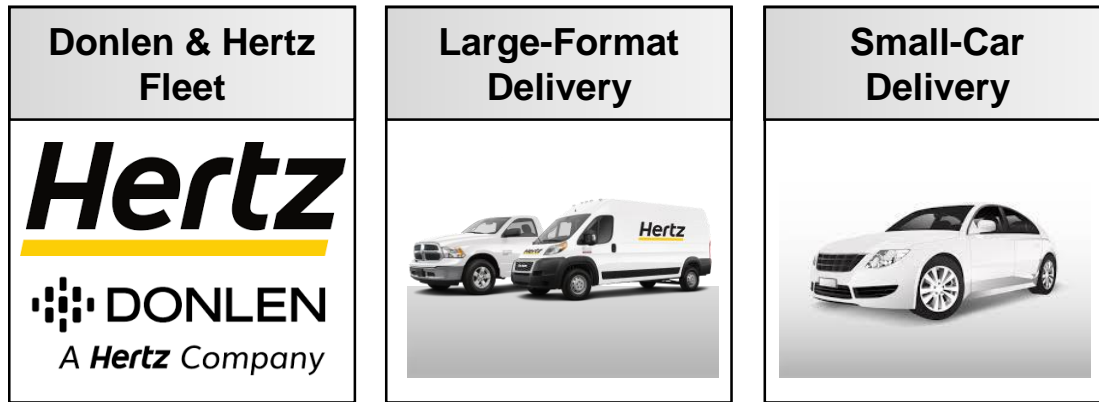 Donlen & Hertz
Fleet
Large-Format
Delivery
Small-Car
Delivery
Hertz
DONLEN
A Hertz Company
Hertz